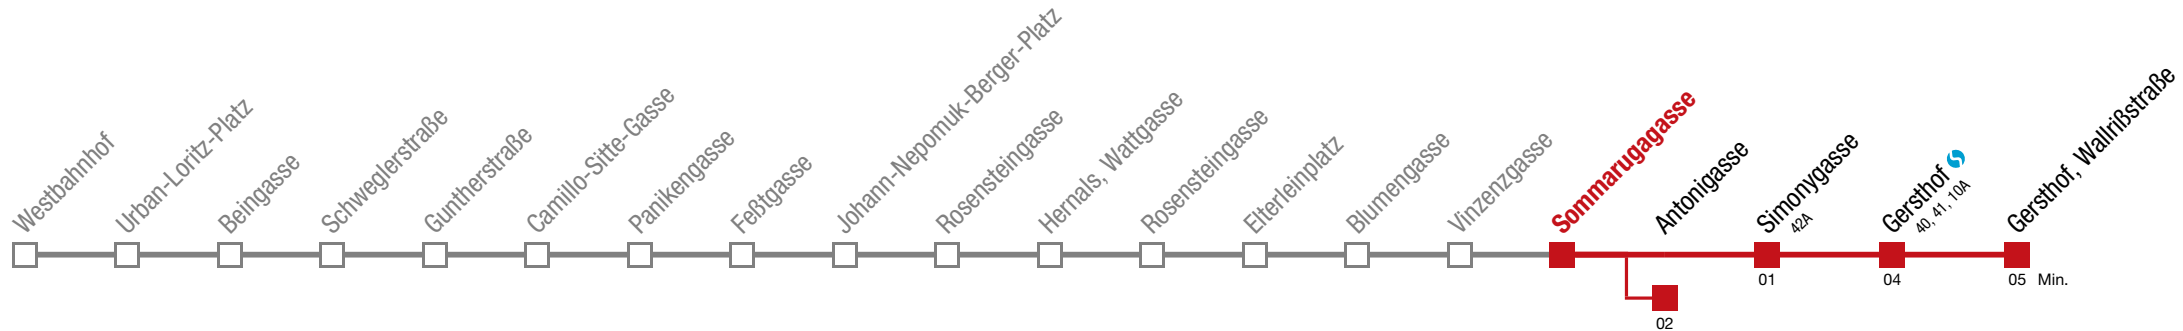 Westbahnhof
Urban-Loritz-Platz
Beingasse
Schweglerstraße
Guntherstraße
Camillo-Sitte-Gasse
Panikengasse
Feßtgasse
Johann-Nepomuk-Berger-Platz
Rosensteingasse
Hernals, Wattgasse
Rosensteingasse
Elterleinplatz
Blumengasse
Vinzenzgasse
Sommarugagasse
Antonigasse
Simonygasse
42A
Gersthof
40, 41, 10A
Gersthof, Wallrißstraße
01
04
05 Min.
02